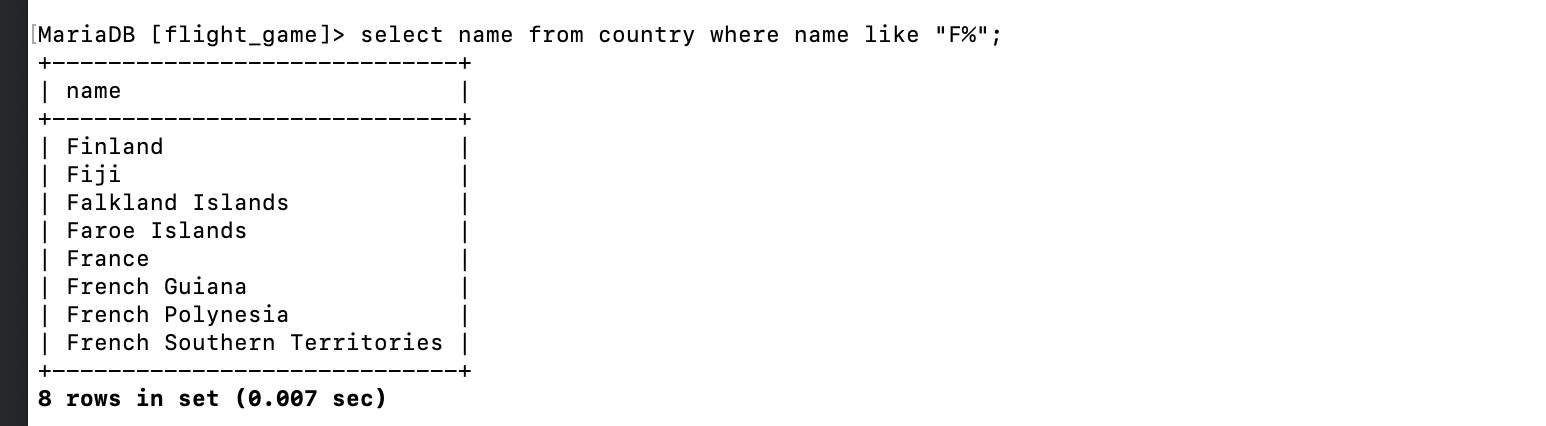 [MariaDB [flight_game]> select name from country where name like "F%";
+-----------------------------+
| name                        |
+-----------------------------+
| Finland                     |
| Fiji                        |
| Falkland Islands            |
| Faroe Islands               |
| France                      |
| French Guiana               |
| French Polynesia            |
| French Southern Territories |
+-----------------------------+
8 rows in set (0.007 sec)